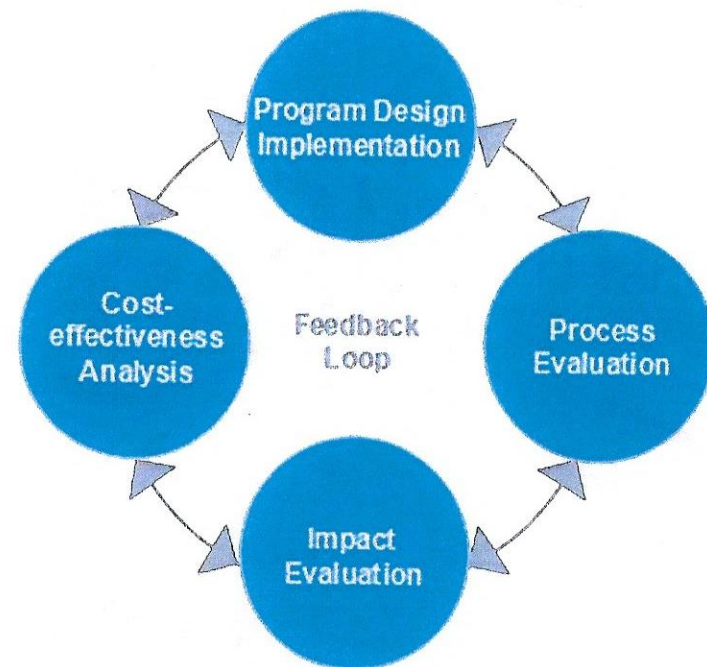 Program Design
Implementation
Cost-
effectiveness
Analysis
Feedback
Loop
Process
Evaluation
Impact
Evaluation